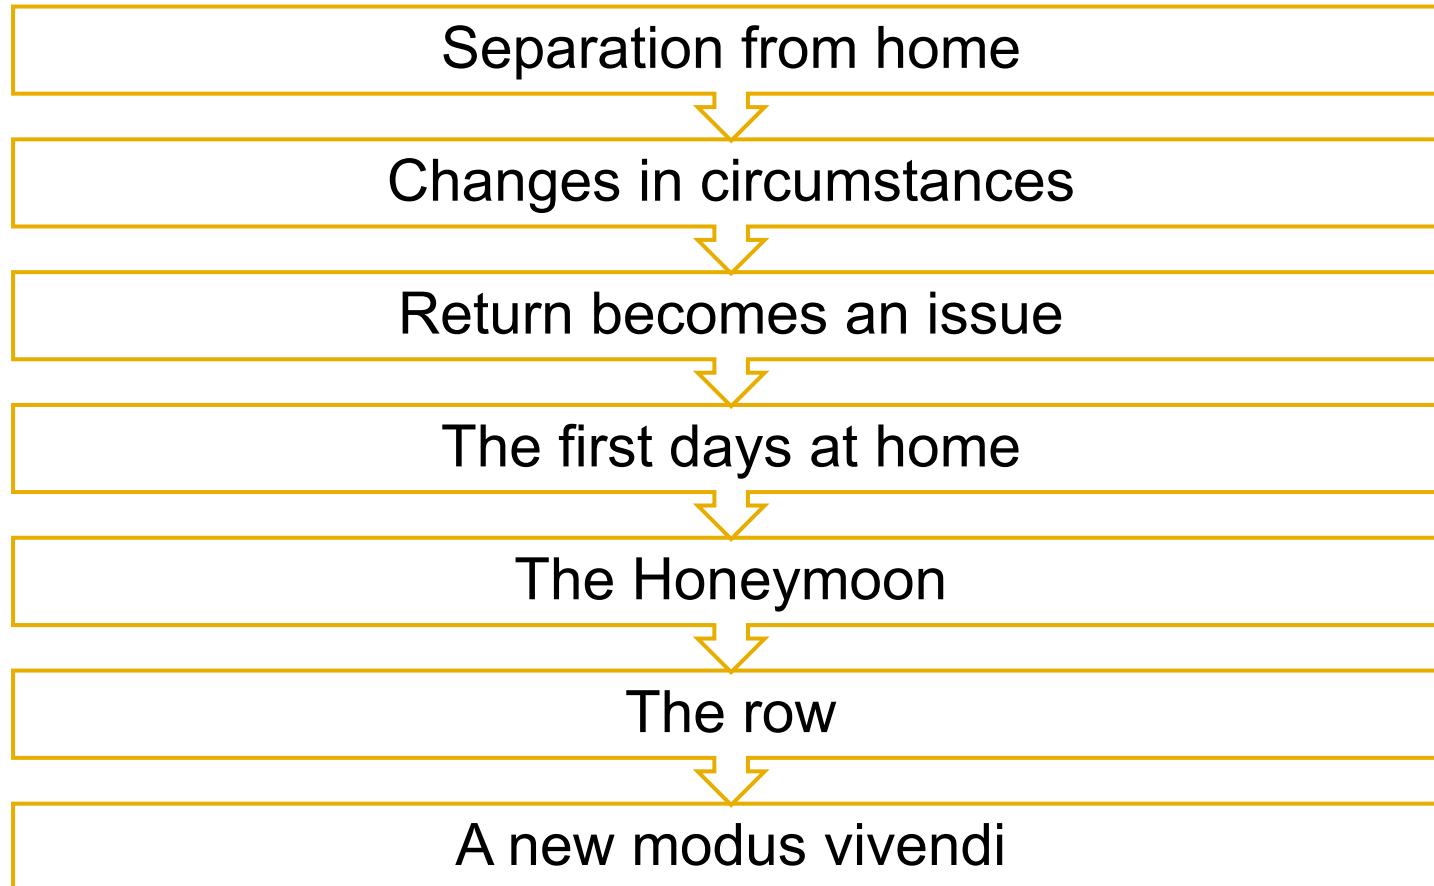 Separation from home
Changes in circumstances
Return becomes an issue
The first days at home
The Honeymoon
The row
A new modus vivendi